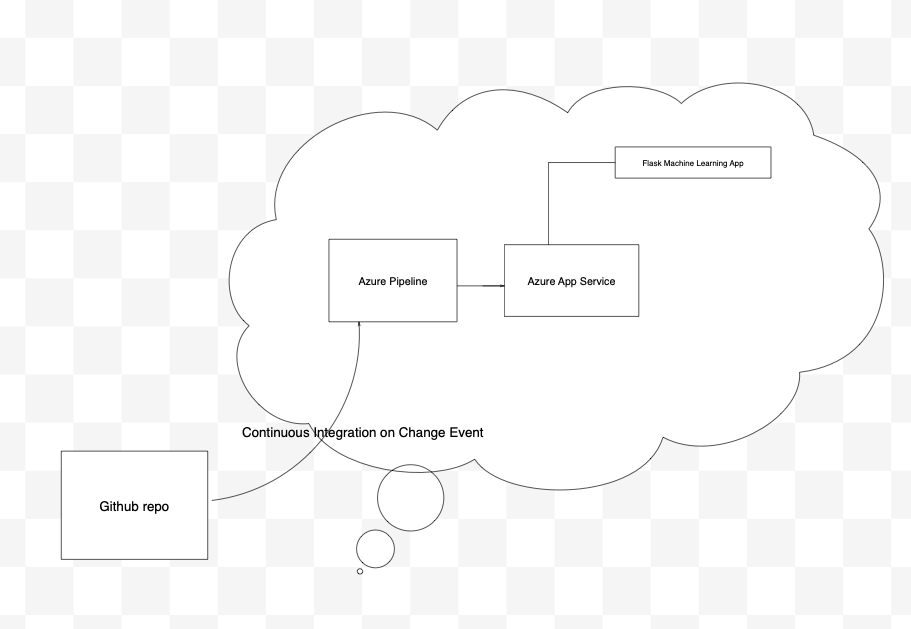 Flask Machine Learning App
Azure Pipeline
Azure App Service
Continuous Integration on Change Event
Github repo